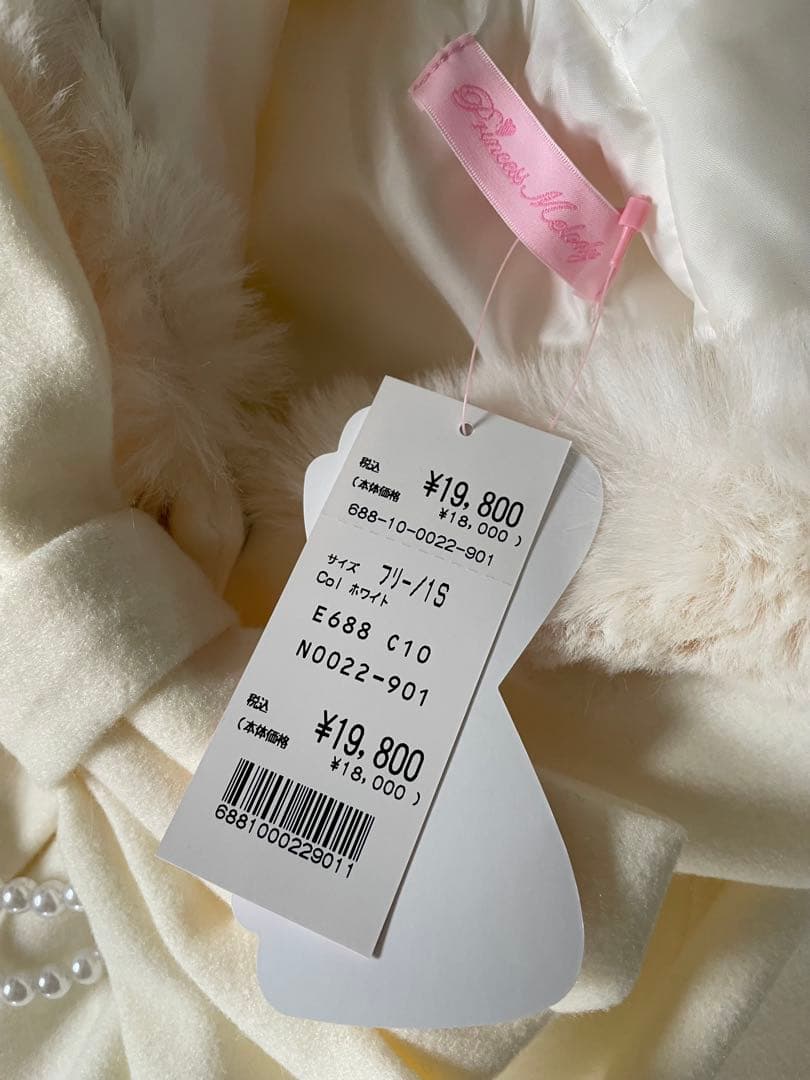 Princess Melody
税込 ¥19,800
(本体価格 ¥18,000 )
688-10-0022-901
サイズ フリー/1S
Col ホワイト
E688 C10
N0022-901
税込 ¥19,800
(本体価格 ¥18,000 )
6881000229011